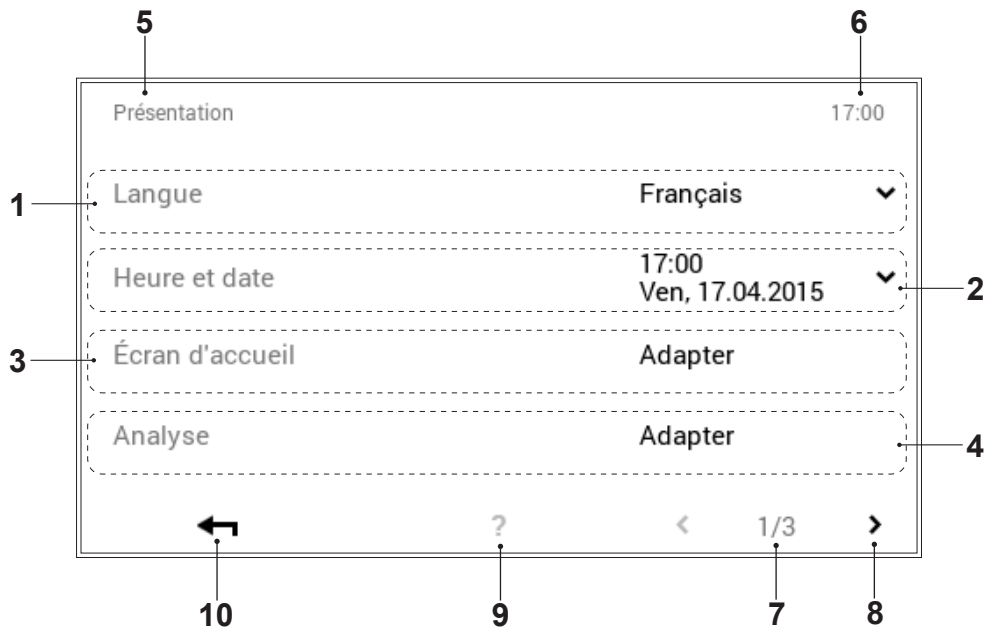 5 6
Présentation 17:00
1 Langue Français
Heure et date 17:00
Ven, 17.04.2015 2
3 Écran d'accueil Adapter
Analyse Adapter 4
? 1/3
10 9 7 8